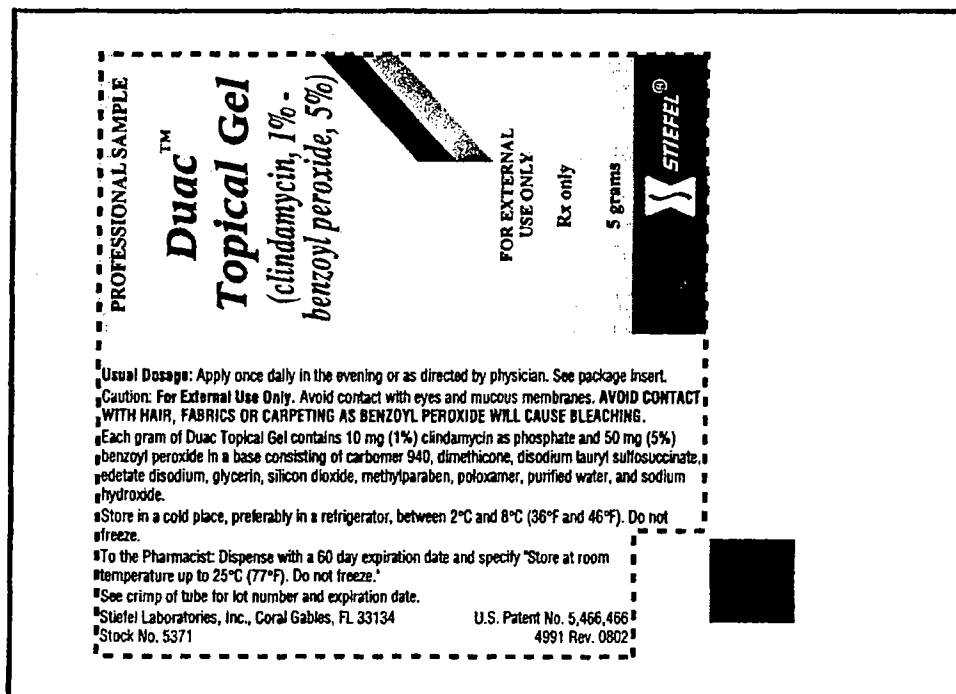 PROFESSIONAL SAMPLE
Duac™
Topical Gel
(clindamycin, 1% -
benzoyl peroxide, 5%)
FOR EXTERNAL
USE ONLY
Rx only
5 grams
STIEFEL®
Usual Dosage: Apply once daily in the evening or as directed by physician. See package insert.
Caution: For External Use Only. Avoid contact with eyes and mucous membranes. AVOID CONTACT
WITH HAIR, FABRICS OR CARPETING AS BENZOYL PEROXIDE WILL CAUSE BLEACHING.
Each gram of Duac Topical Gel contains 10 mg (1%) clindamycin as phosphate and 50 mg (5%)
benzoyl peroxide in a base consisting of carbomer 940, dimethicone, disodium lauryl sulfosuccinate,
edetate disodium, glycerin, silicon dioxide, methylparaben, poloxamer, purified water, and sodium
hydroxide.
Store in a cold place, preferably in a refrigerator, between 2°C and 8°C (36°F and 46°F). Do not
freeze.
To the Pharmacist: Dispense with a 60 day expiration date and specify "Store at room
temperature up to 25°C (77°F). Do not freeze."
See crimp of tube for lot number and expiration date.
Stiefel Laboratories, Inc., Coral Gables, FL 33134 U.S. Patent No. 5,466,466
Stock No. 5371 4991 Rev. 0802